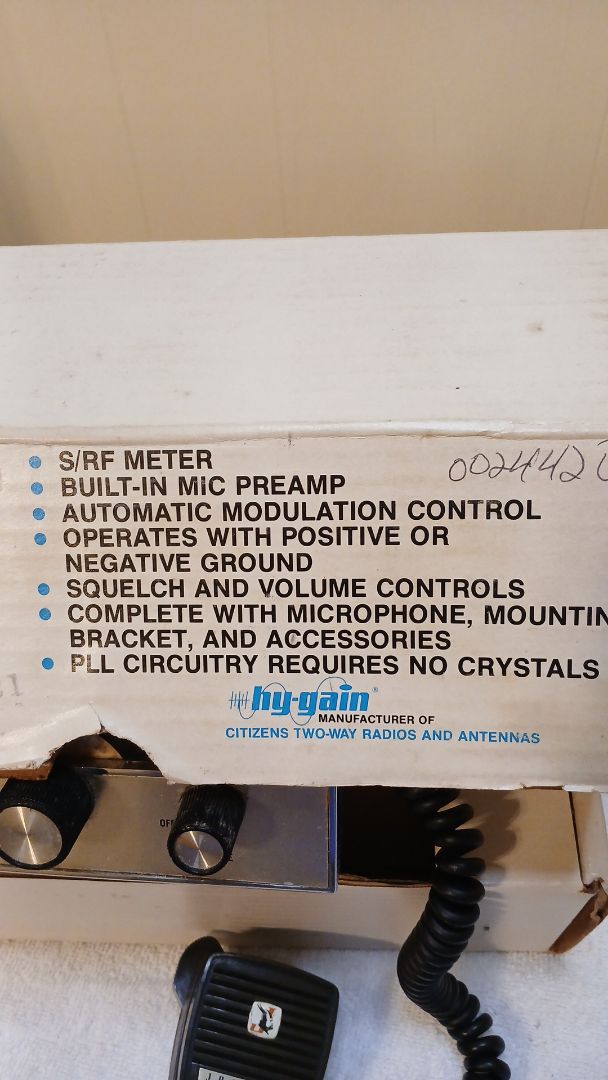 S/RF METER
002442
BUILT-IN MIC PREAMP
AUTOMATIC MODULATION CONTROL
OPERATES WITH POSITIVE OR
NEGATIVE GROUND
SQUELCH AND VOLUME CONTROLS
COMPLETE WITH MICROPHONE, MOUNTIN
BRACKET, AND ACCESSORIES
PLL CIRCUITRY REQUIRES NO CRYSTALS
hy-gain®
MANUFACTURER OF
CITIZENS TWO-WAY RADIOS AND ANTENNAS